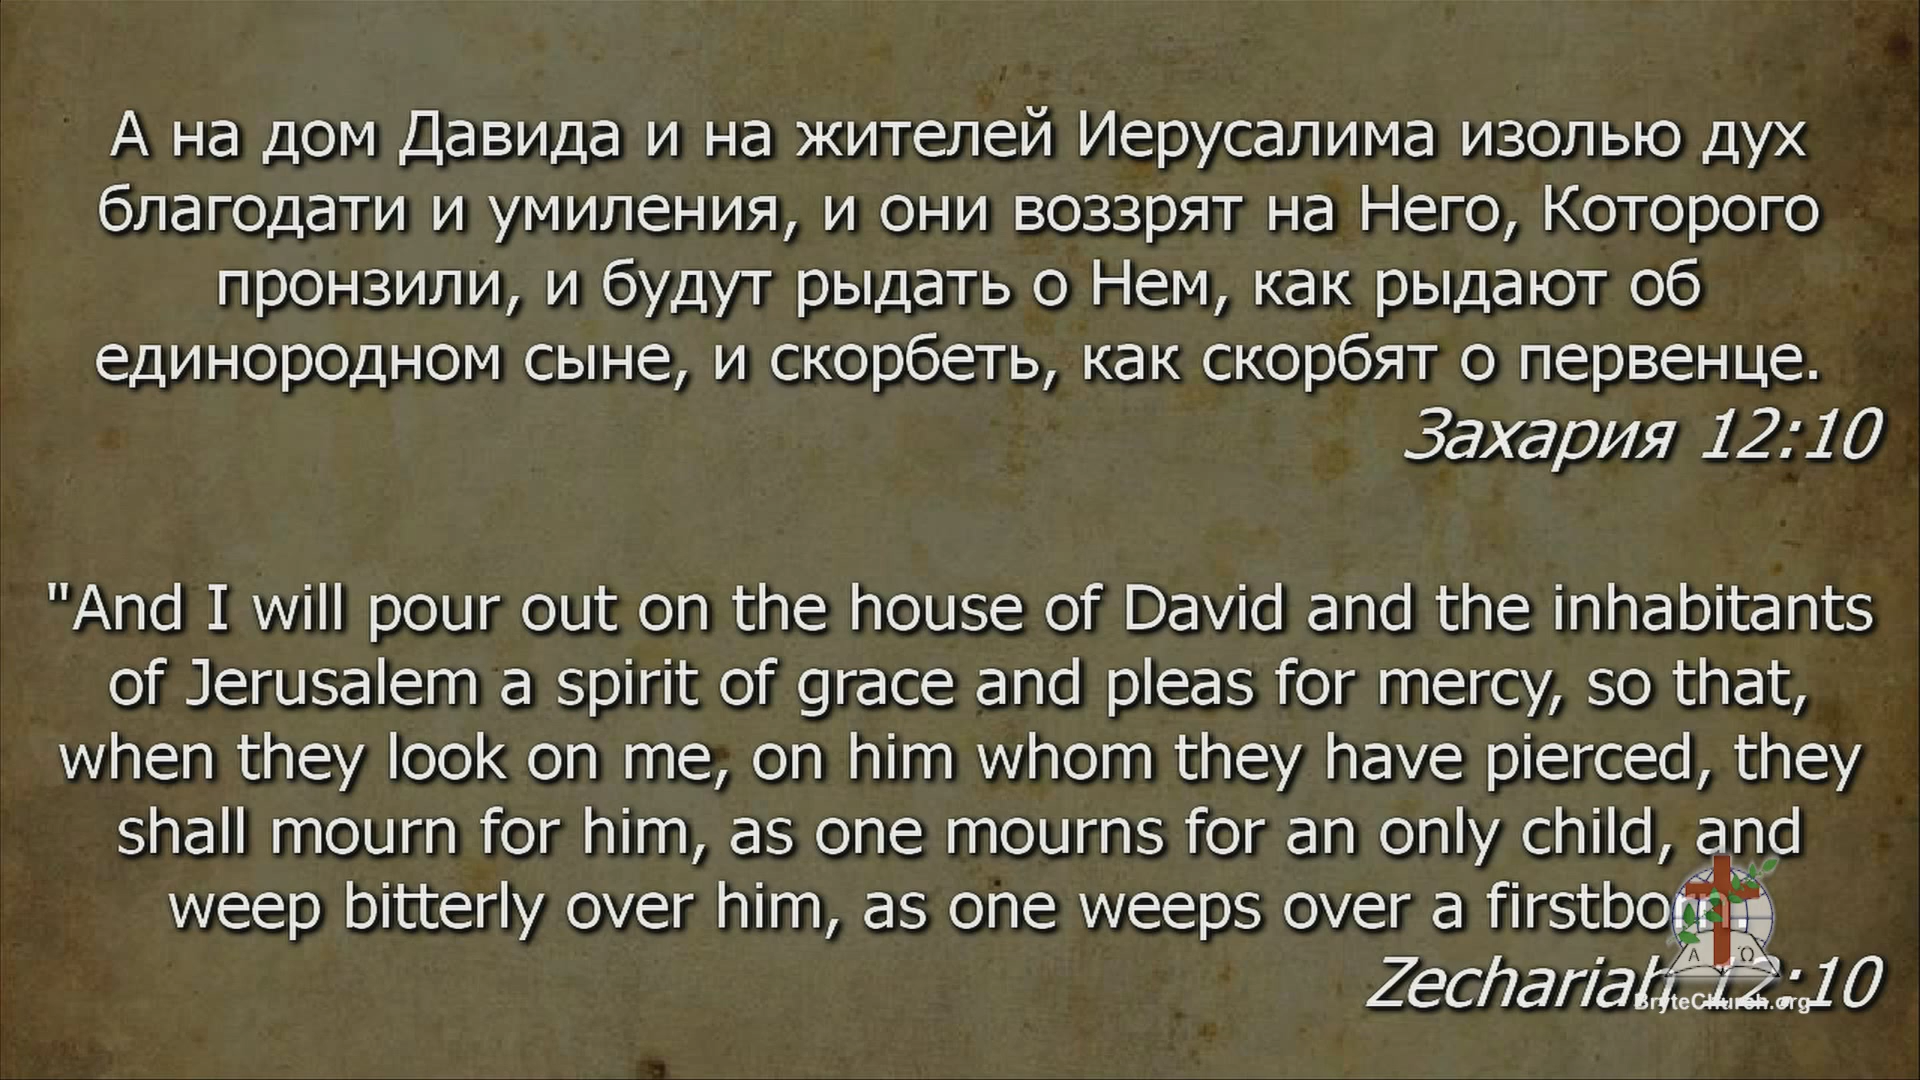 А на дом Давида и на жителей Иерусалима изолью дух
благодати и умиления, и они воззрят на Него, Которого
пронзили, и будут рыдать о Нем, как рыдают об
единородном сыне, и скорбеть, как скорбят о первенце.
Захария 12:10
"And I will pour out on the house of David and the inhabitants
of Jerusalem a spirit of grace and pleas for mercy, so that,
when they look on me, on him whom they have pierced, they
shall mourn for him, as one mourns for an only child, and
weep bitterly over him, as one weeps over a
Zechariah 12:10
Α Ω
BryteChurch.org